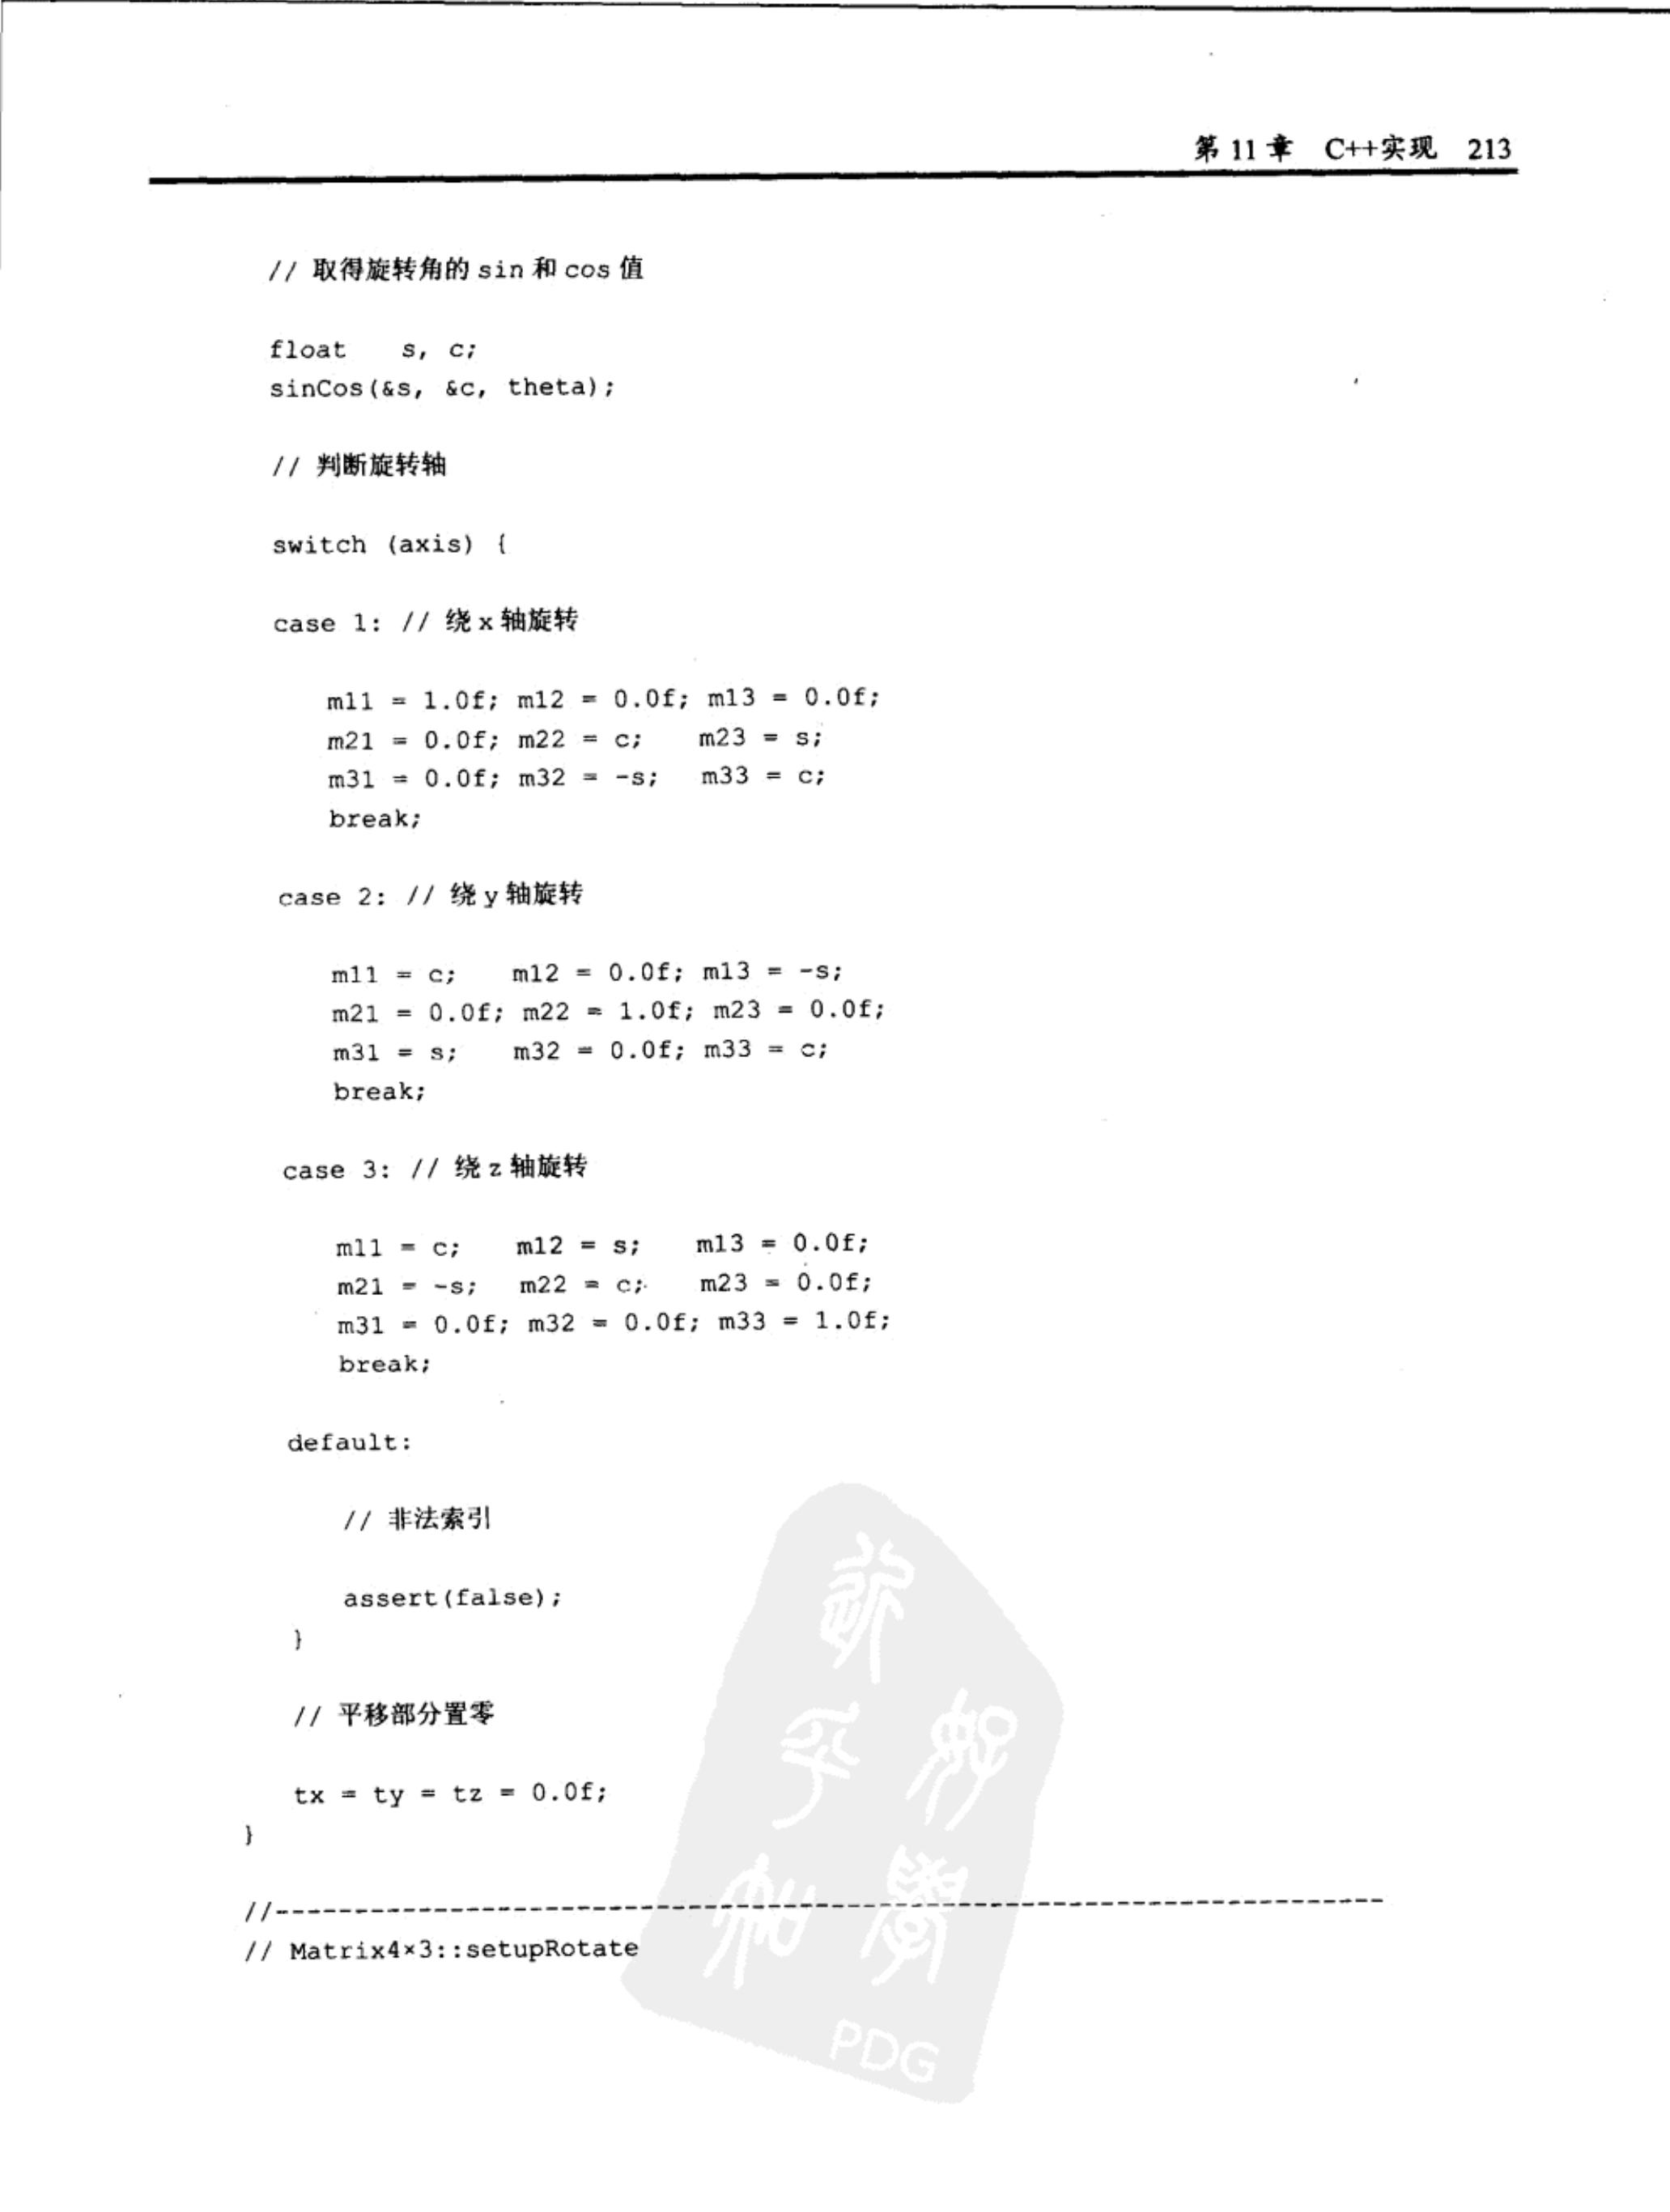 第 11 章 C++实现 213
// 取得旋转角的 sin 和 cos 值
float s, c;
sinCos(&s, &c, theta);
// 判断旋转轴
switch (axis) {
case 1: // 绕 x 轴旋转
m11 = 1.0f; m12 = 0.0f; m13 = 0.0f;
m21 = 0.0f; m22 = c; m23 = s;
m31 = 0.0f; m32 = -s; m33 = c;
break;
case 2: // 绕 y 轴旋转
m11 = c; m12 = 0.0f; m13 = -s;
m21 = 0.0f; m22 = 1.0f; m23 = 0.0f;
m31 = s; m32 = 0.0f; m33 = c;
break;
case 3: // 绕 z 轴旋转
m11 = c; m12 = s; m13 = 0.0f;
m21 = -s; m22 = c; m23 = 0.0f;
m31 = 0.0f; m32 = 0.0f; m33 = 1.0f;
break;
default:
// 非法索引
assert(false);
}
// 平移部分置零
tx = ty = tz = 0.0f;
}
//----------------------------------------------------------------------
// Matrix4×3::setupRotate
PDG